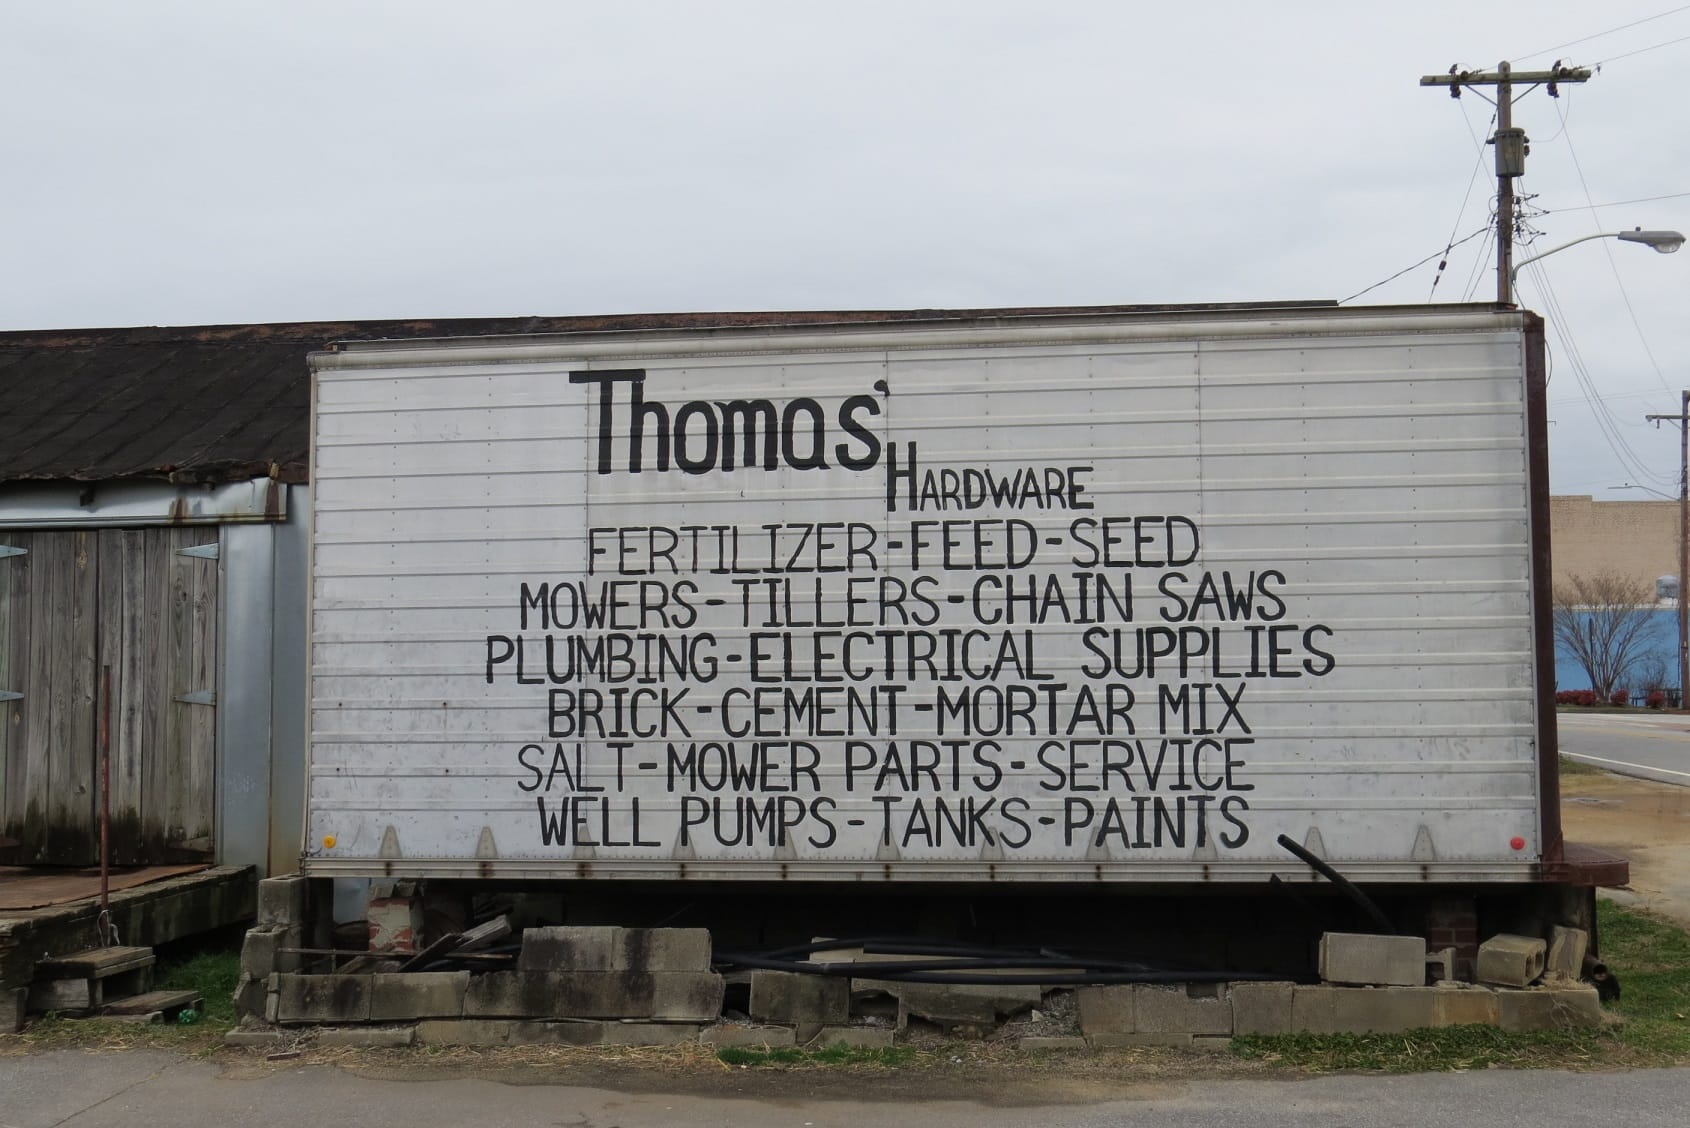 Thomas'
HARDWARE
FERTILIZER-FEED-SEED
MOWERS-TILLERS-CHAIN SAWS
PLUMBING-ELECTRICAL SUPPLIES
BRICK-CEMENT-MORTAR MIX
SALT-MOWER PARTS-SERVICE
WELL PUMPS-TANKS-PAINTS